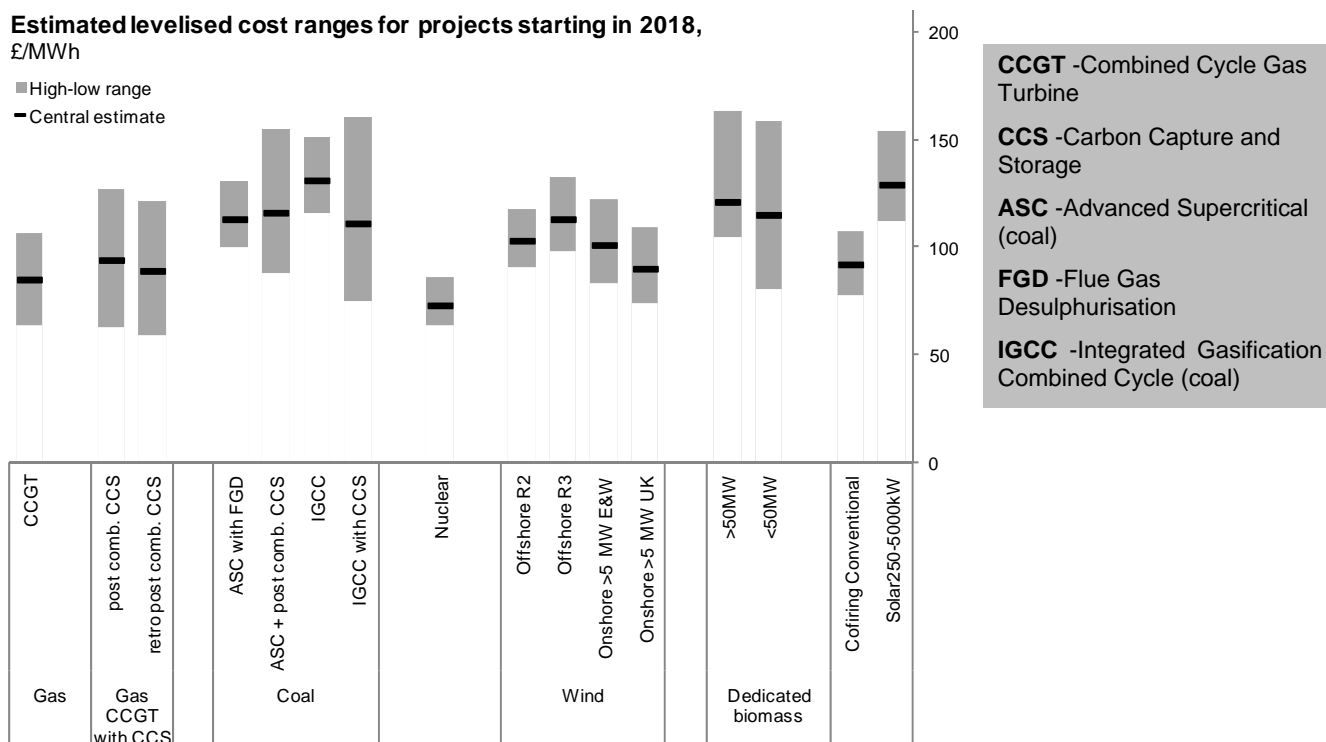 Estimated levelised cost ranges for projects starting in 2018,
£/MWh
High-low range
Central estimate
200
150
100
50
0
CCGT -Combined Cycle Gas
Turbine
CCS -Carbon Capture and
Storage
ASC -Advanced Supercritical
(coal)
FGD -Flue Gas
Desulphurisation
IGCC -Integrated Gasification
Combined Cycle (coal)
CCGT
post comb. CCS
retro post comb. CCS
ASC with FGD
ASC + post comb. CCS
IGCC
IGCC with CCS
Nuclear
Offshore R2
Offshore R3
Onshore >5 MW E&W
Onshore >5 MW UK
>50MW
<50MW
Cofiring Conventional
Solar250-5000kW
Gas
Gas
CCGT
with CCS
Coal
Wind
Dedicated
biomass